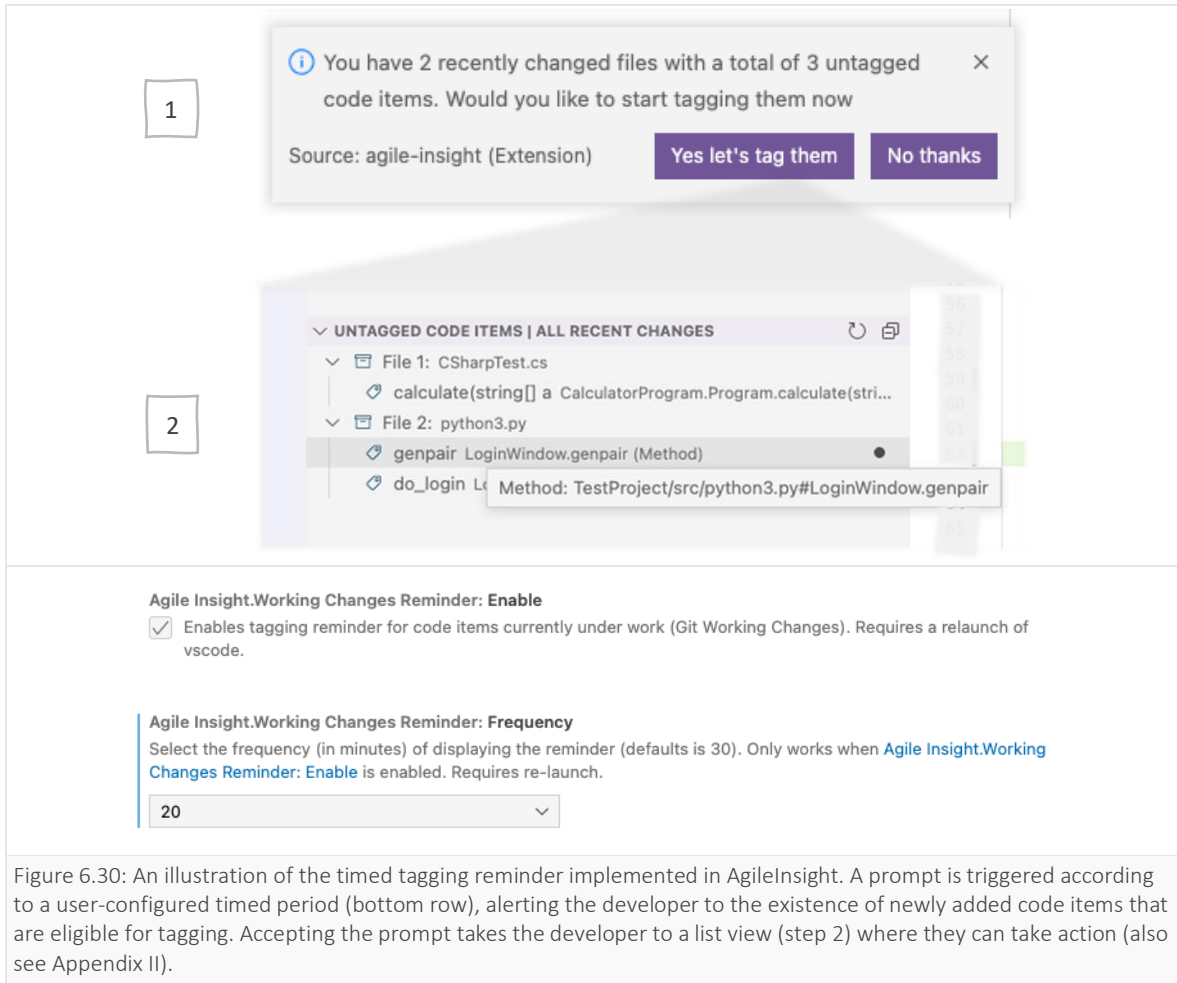 1
You have 2 recently changed files with a total of 3 untagged
code items. Would you like to start tagging them now
Source: agile-insight (Extension)
Yes let's tag them
No thanks
2
UNTAGGED CODE ITEMS | ALL RECENT CHANGES
File 1: CSharpTest.cs
calculate(string[] a CalculatorProgram.Program.calculate(stri...
File 2: python3.py
genpair LoginWindow.genpair (Method)
do_login
Method: TestProject/src/python3.py#LoginWindow.genpair
56
57
58
59
60
61
62
65
Agile Insight.Working Changes Reminder: Enable
Enables tagging reminder for code items currently under work (Git Working Changes). Requires a relaunch of
vscode.
Agile Insight.Working Changes Reminder: Frequency
Select the frequency (in minutes) of displaying the reminder (defaults is 30). Only works when Agile Insight.Working
Changes Reminder: Enable is enabled. Requires re-launch.
20
Figure 6.30: An illustration of the timed tagging reminder implemented in AgileInsight. A prompt is triggered according
to a user-configured timed period (bottom row), alerting the developer to the existence of newly added code items that
are eligible for tagging. Accepting the prompt takes the developer to a list view (step 2) where they can take action (also
see Appendix II).